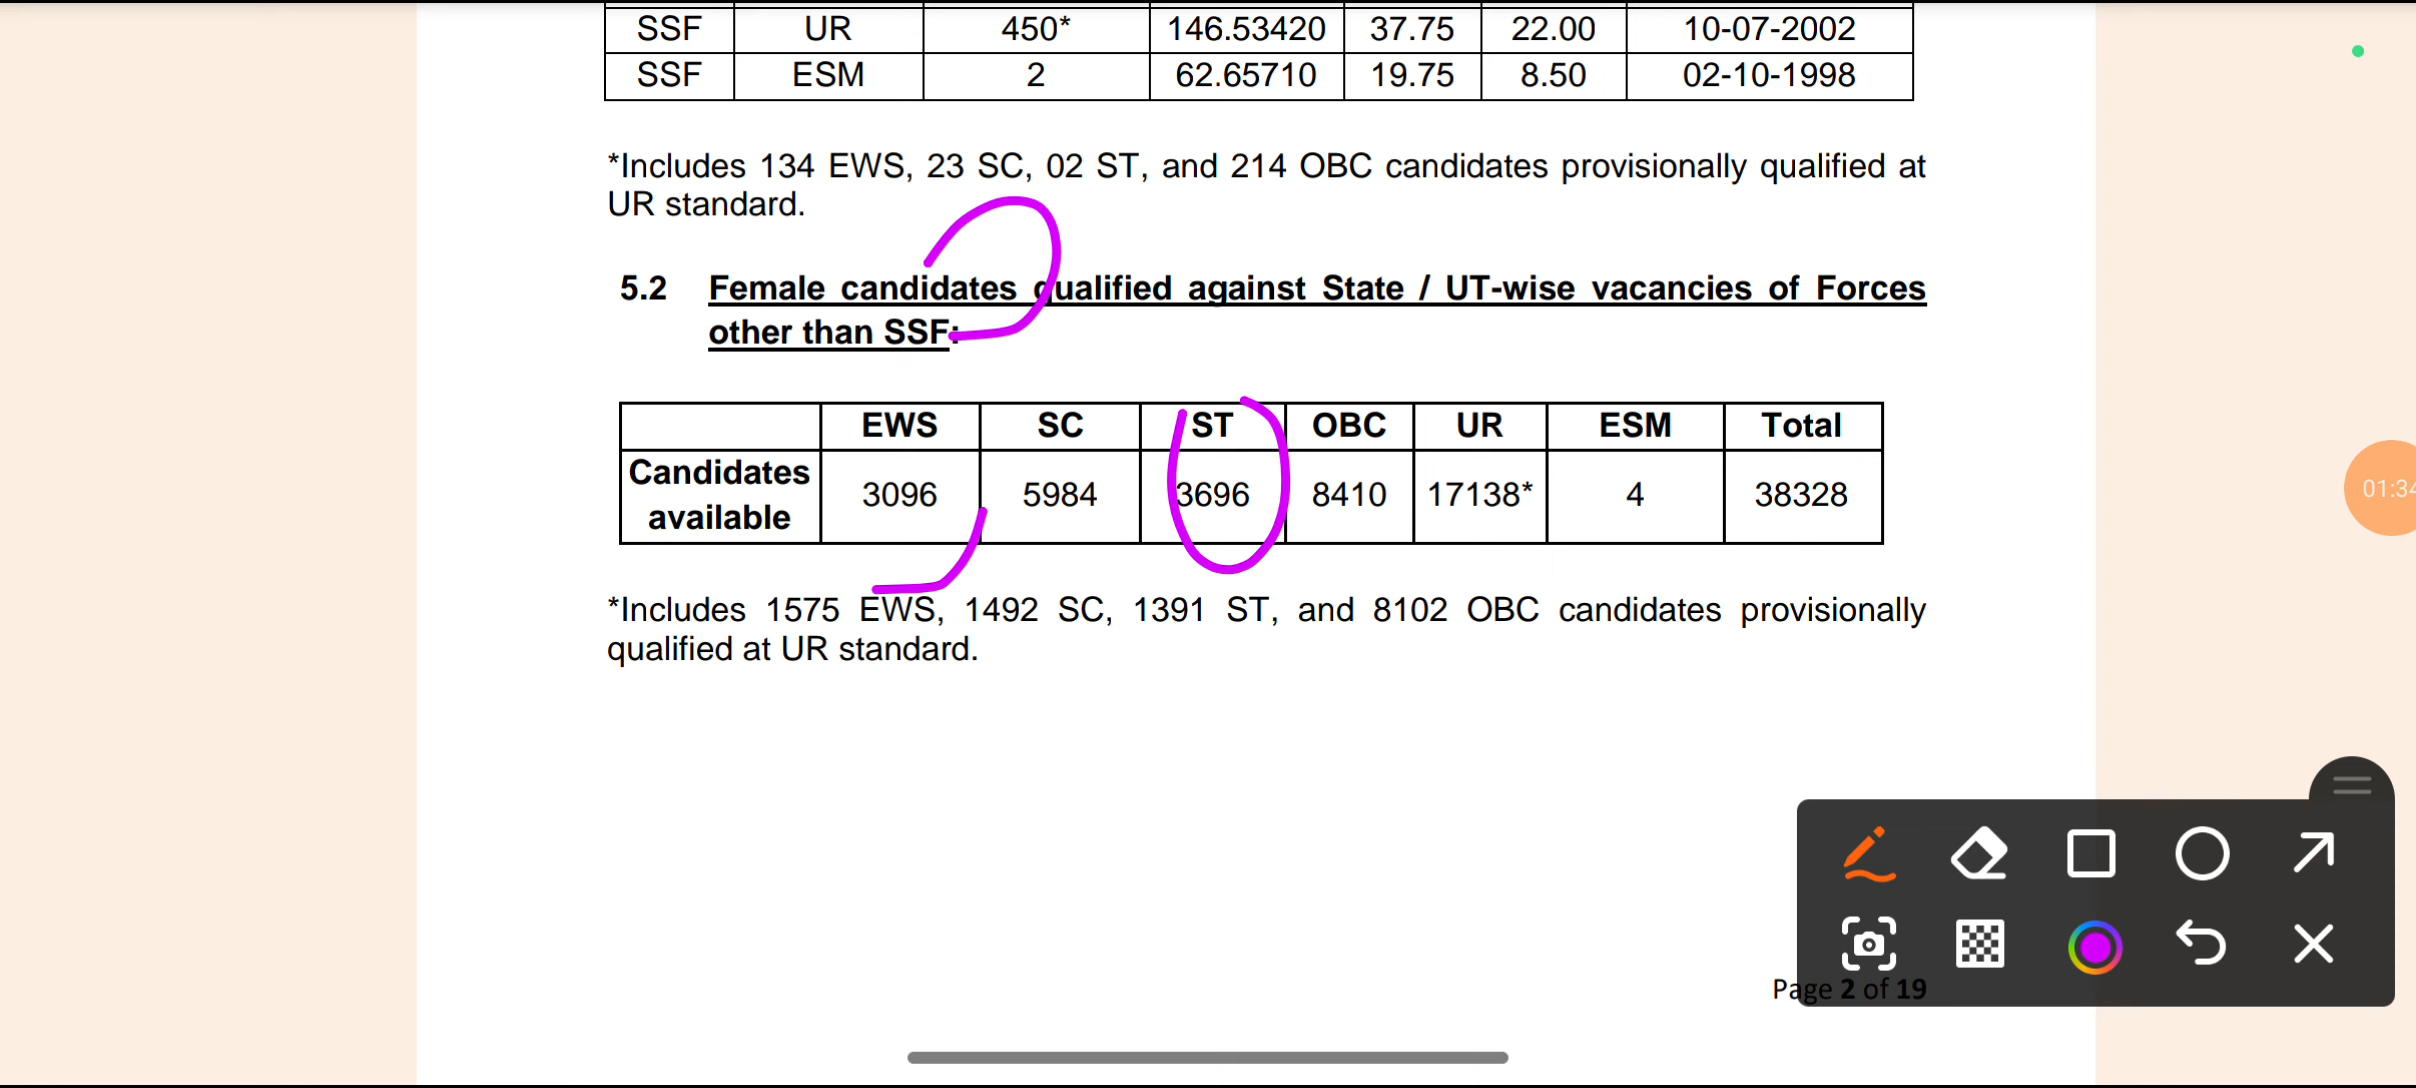 SSF UR 450* 146.53420 37.75 22.00 10-07-2002
SSF ESM 2 62.65710 19.75 8.50 02-10-1998
*Includes 134 EWS, 23 SC, 02 ST, and 214 OBC candidates provisionally qualified at
UR standard.
5.2 Female candidates qualified against State / UT-wise vacancies of Forces
other than SSF:
EWS SC ST OBC UR ESM Total
Candidates available 3096 5984 3696 8410 17138* 4 38328
*Includes 1575 EWS, 1492 SC, 1391 ST, and 8102 OBC candidates provisionally
qualified at UR standard.
Page 2 of 19